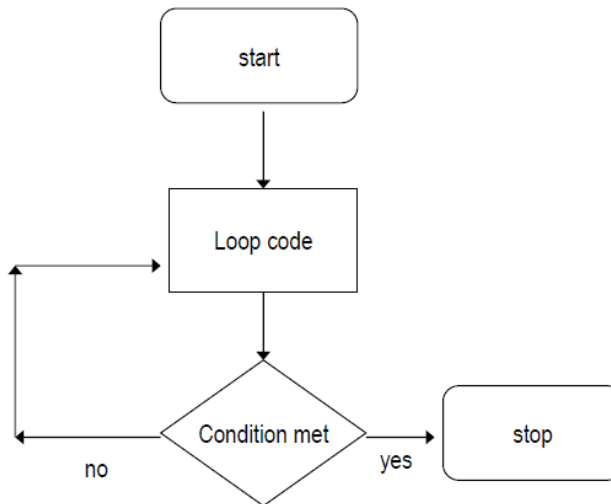 start
Loop code
Condition met
no
yes
stop